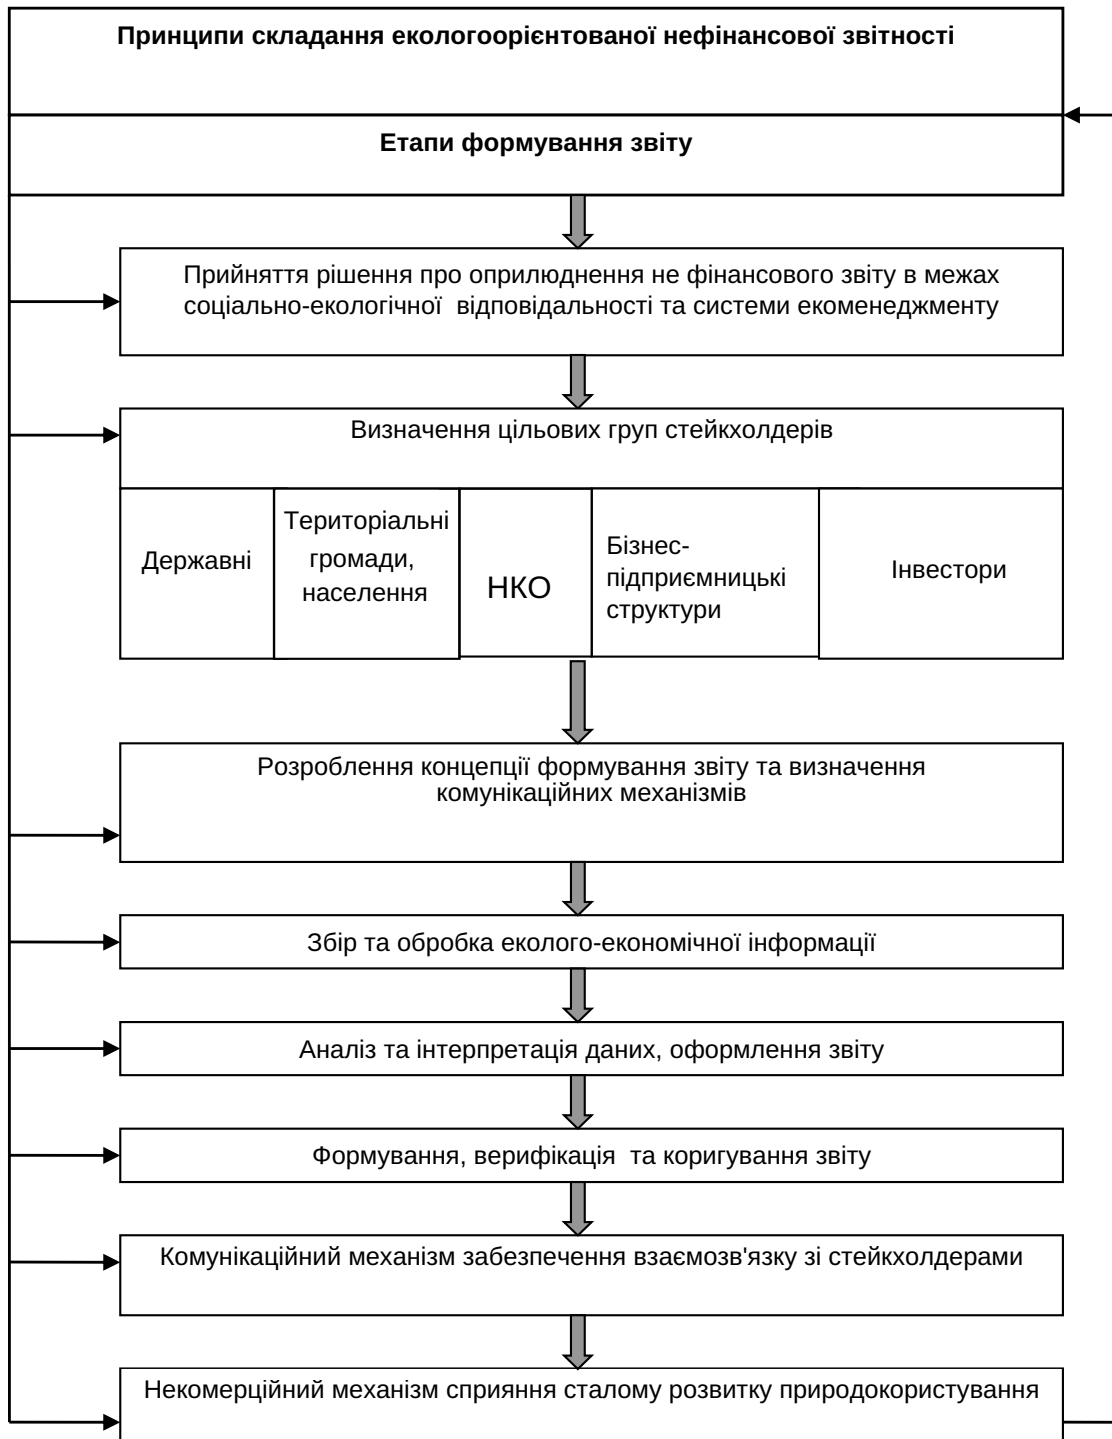 Принципи складання екологоорієнтованої нефінансової звітності
Етапи формування звіту
Прийняття рішення про оприлюднення не фінансового звіту в межах
соціально-екологічної  відповідальності та системи екоменеджменту
Визначення цільових груп стейкхолдерів
Державні
Територіальні
громади,
населення
НКО
Бізнес-
підприємницькі
структури
Інвестори
Розроблення концепції формування звіту та визначення
комунікаційних механізмів
Збір та обробка еколого-економічної інформації
Аналіз та інтерпретація даних, оформлення звіту
Формування, верифікація  та коригування звіту
Комунікаційний механізм забезпечення взаємозв'язку зі стейкхолдерами
Некомерційний механізм сприяння сталому розвитку природокористування